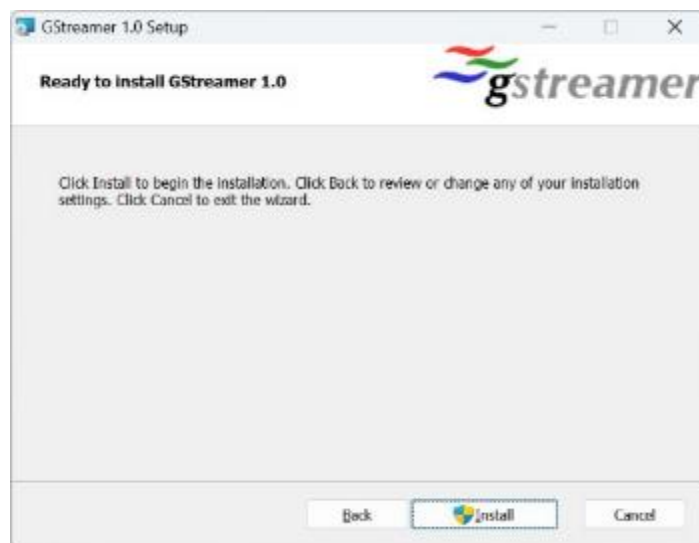 GStreamer 1.0 Setup
Ready to install GStreamer 1.0
gstreamer
Click Install to begin the installation. Click Back to review or change any of your installation
settings. Click Cancel to exit the wizard.
Back
Install
Cancel